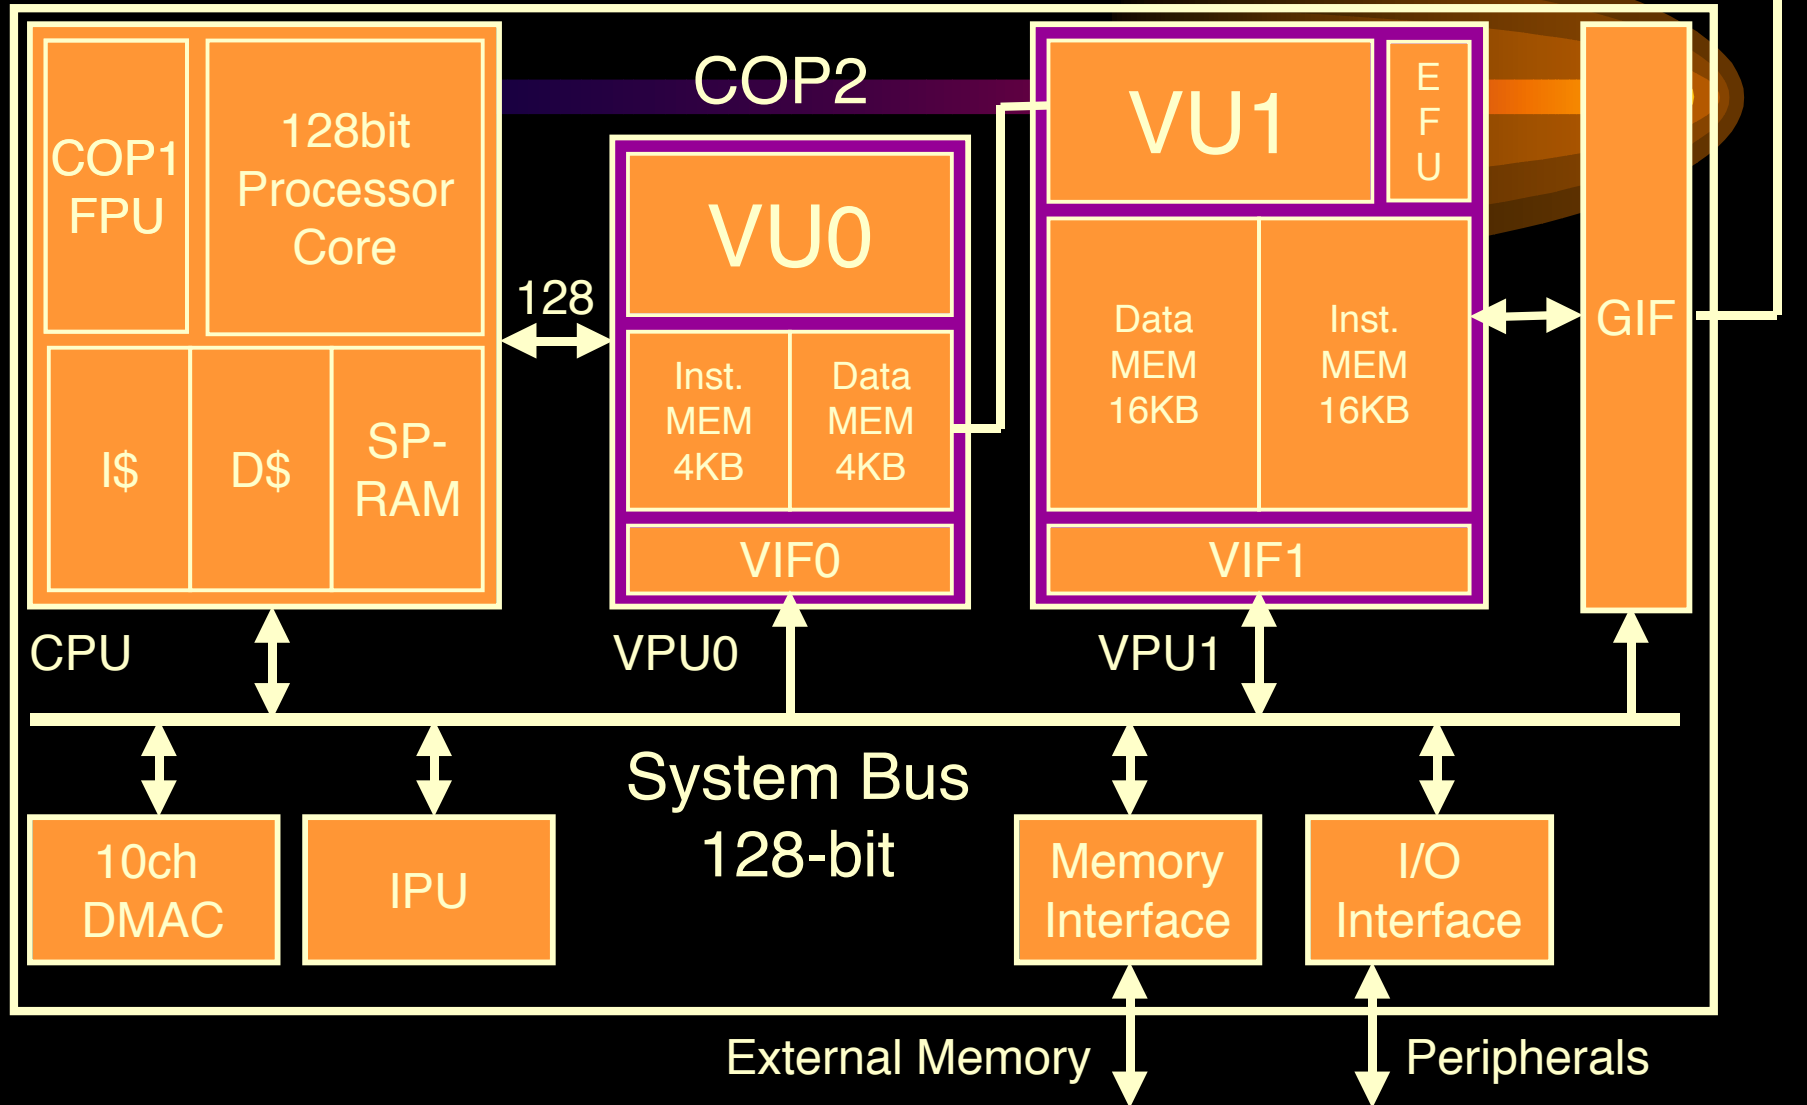 COP1
FPU
128bit
Processor
Core
I$
D$
SP-
RAM
CPU
COP2
128
VU0
Inst.
MEM
4KB
Data
MEM
4KB
VIF0
VPU0
VU1
E
F
U
Data
MEM
16KB
Inst.
MEM
16KB
VIF1
VPU1
GIF
System Bus
128-bit
10ch
DMAC
IPU
Memory
Interface
I/O
Interface
External Memory
Peripherals